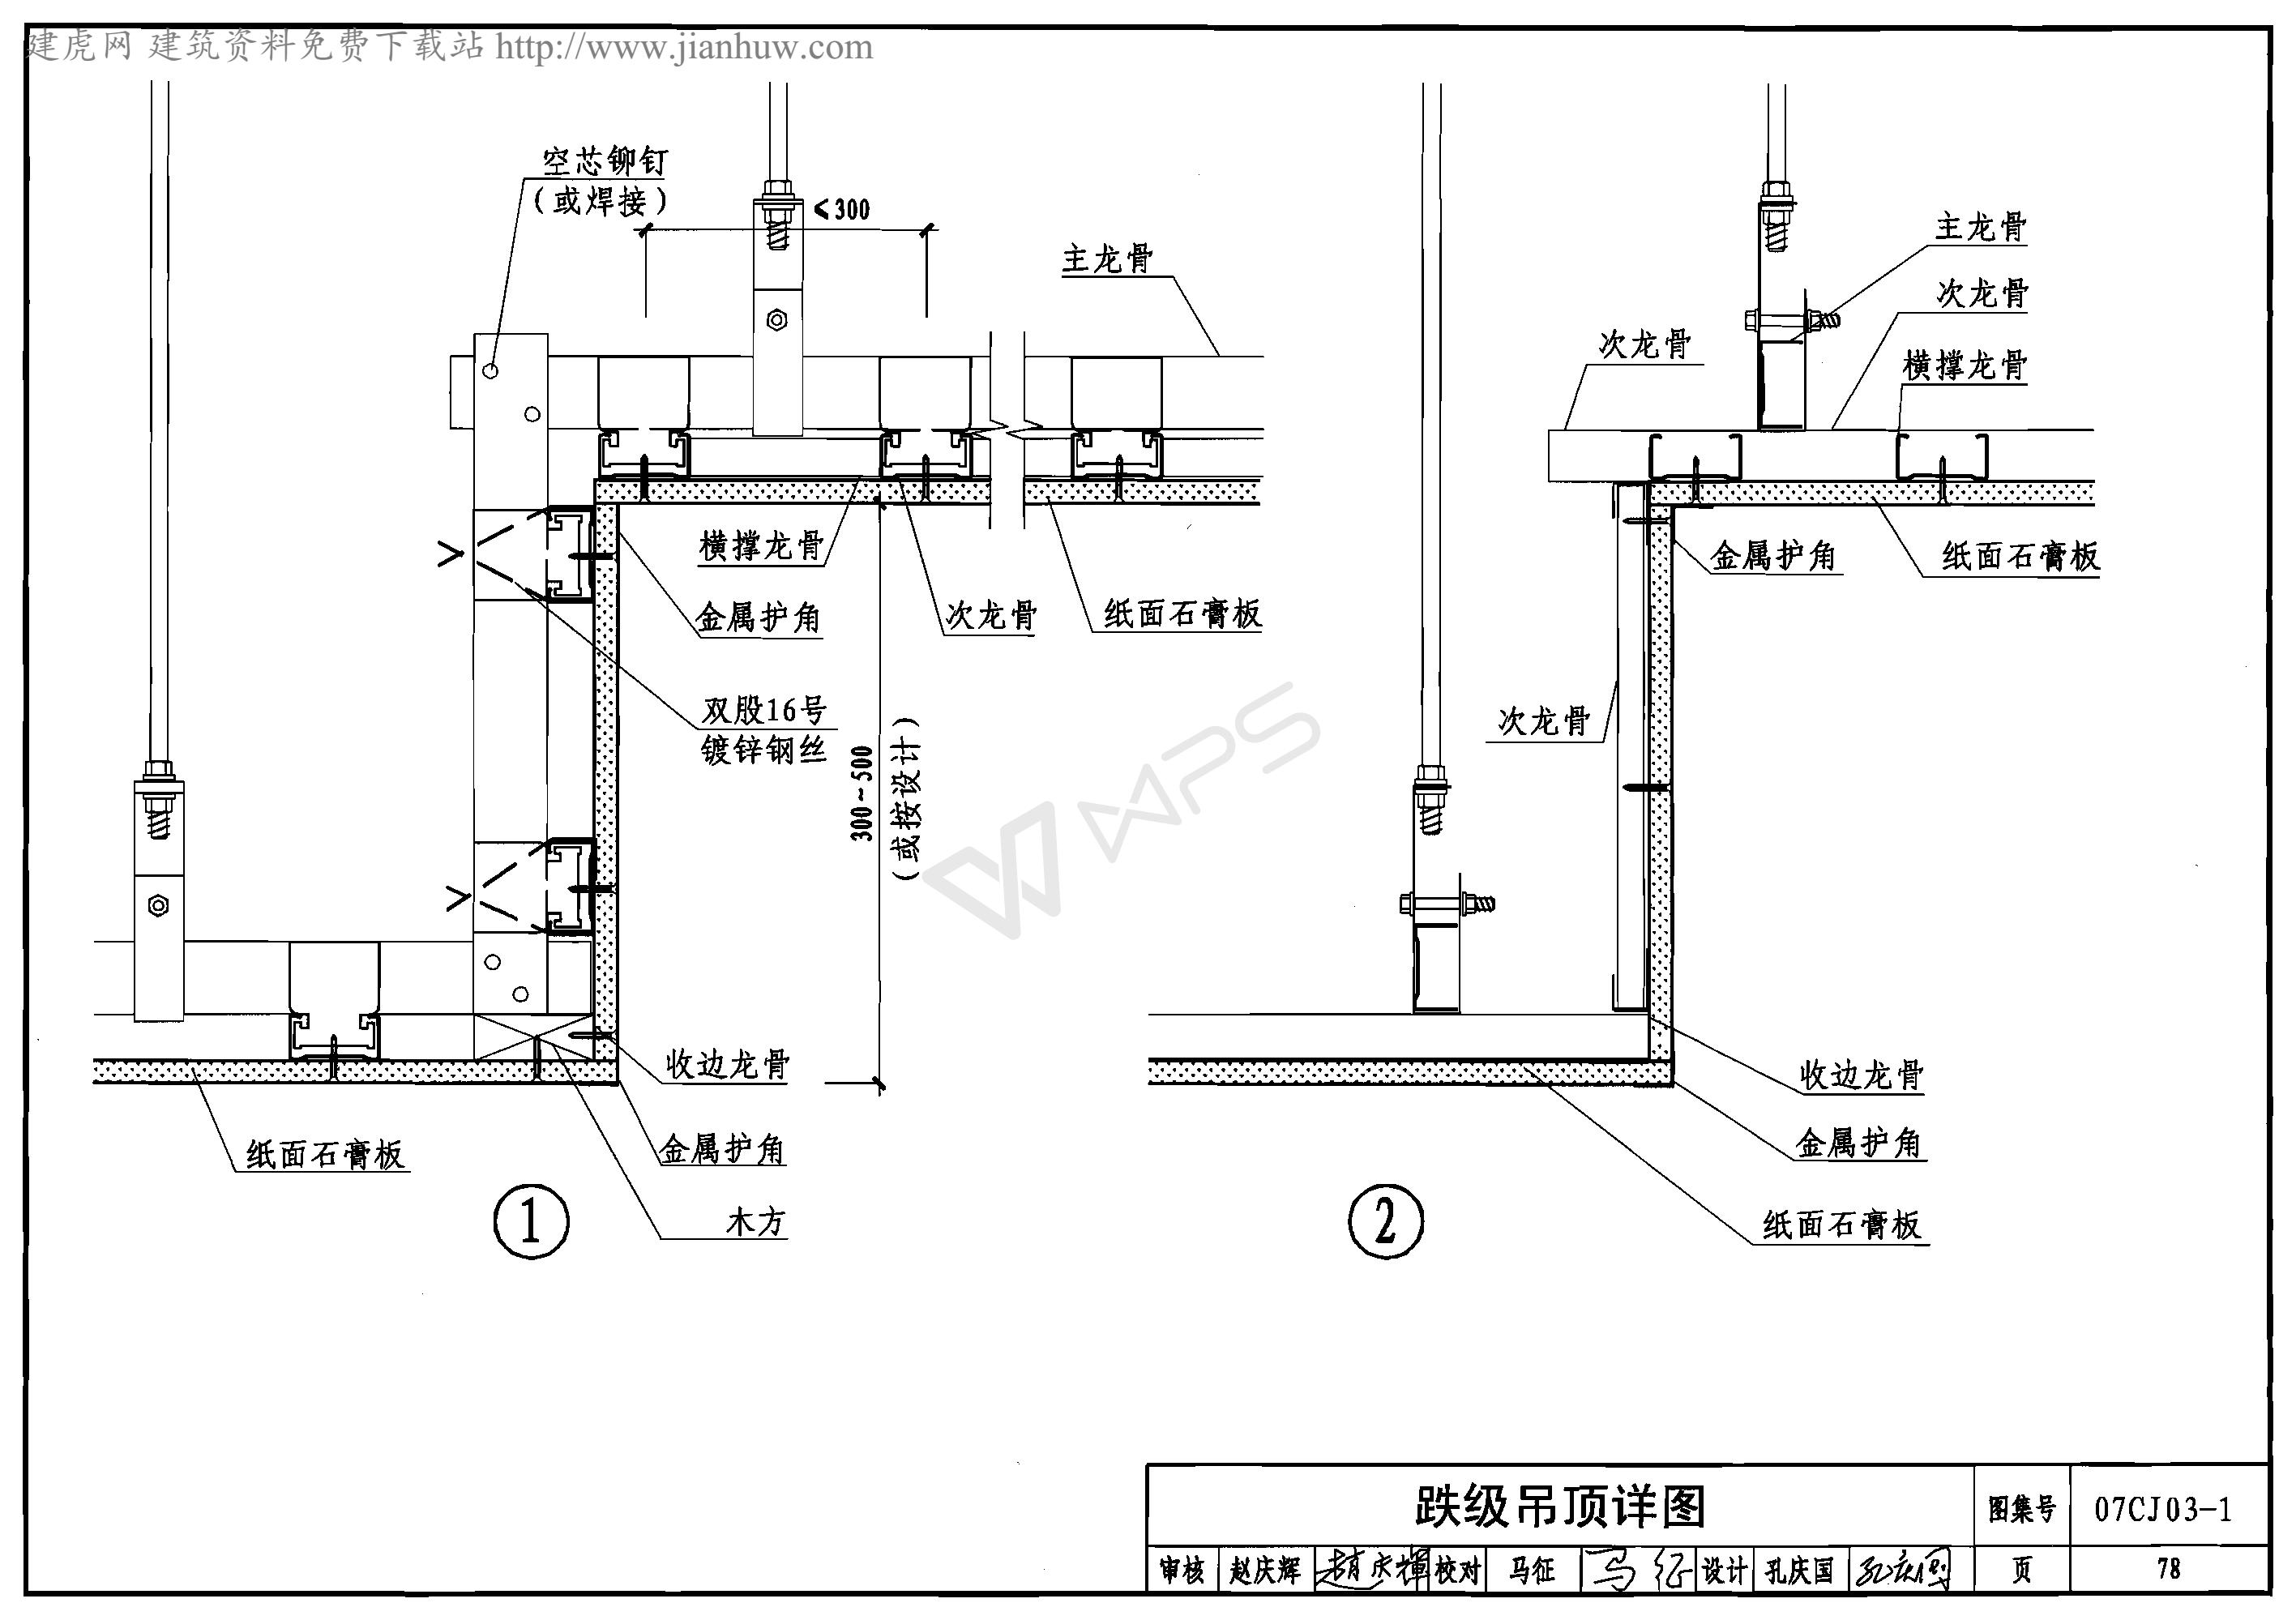 建虎网 建筑资料免费下载站 http://www.jianhuw.com
空芯铆钉
（或焊接）
≤300
主龙骨
横撑龙骨
金属护角
次龙骨
纸面石膏板
双股16号
镀锌钢丝
300~500
（或按设计）
收边龙骨
金属护角
木方
纸面石膏板
1
主龙骨
次龙骨
次龙骨
横撑龙骨
金属护角
纸面石膏板
次龙骨
收边龙骨
金属护角
纸面石膏板
2
WPS
跌级吊顶详图
图集号
07CJ03-1
审核 赵庆辉 趙庆輝 校对 马征 马征 设计 孔庆国 孔庆国 页 78